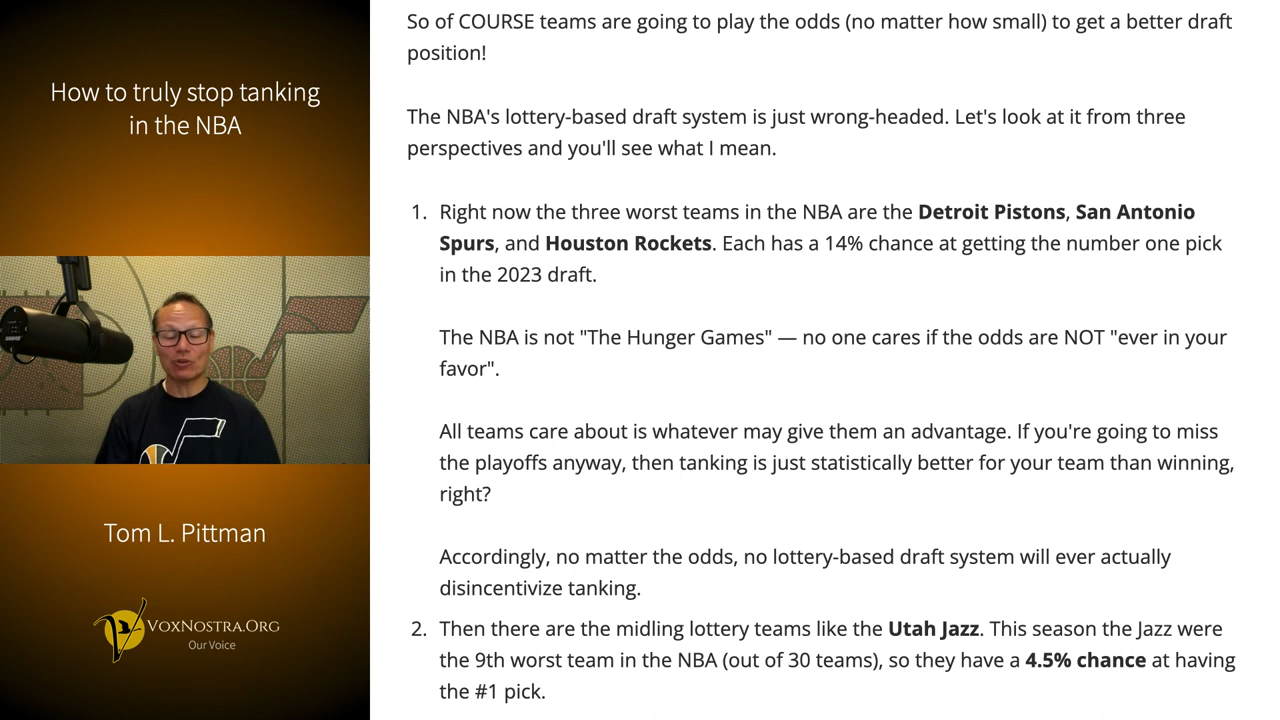 How to truly stop tanking
in the NBA
Tom L. Pittman
VoxNostra.Org
Our Voice
So of COURSE teams are going to play the odds (no matter how small) to get a better draft
position!
The NBA's lottery-based draft system is just wrong-headed. Let's look at it from three
perspectives and you'll see what I mean.
1. Right now the three worst teams in the NBA are the Detroit Pistons, San Antonio
Spurs, and Houston Rockets. Each has a 14% chance at getting the number one pick
in the 2023 draft.
The NBA is not "The Hunger Games" — no one cares if the odds are NOT "ever in your
favor".
All teams care about is whatever may give them an advantage. If you're going to miss
the playoffs anyway, then tanking is just statistically better for your team than winning,
right?
Accordingly, no matter the odds, no lottery-based draft system will ever actually
disincentivize tanking.
2. Then there are the midling lottery teams like the Utah Jazz. This season the Jazz were
the 9th worst team in the NBA (out of 30 teams), so they have a 4.5% chance at having
the #1 pick.